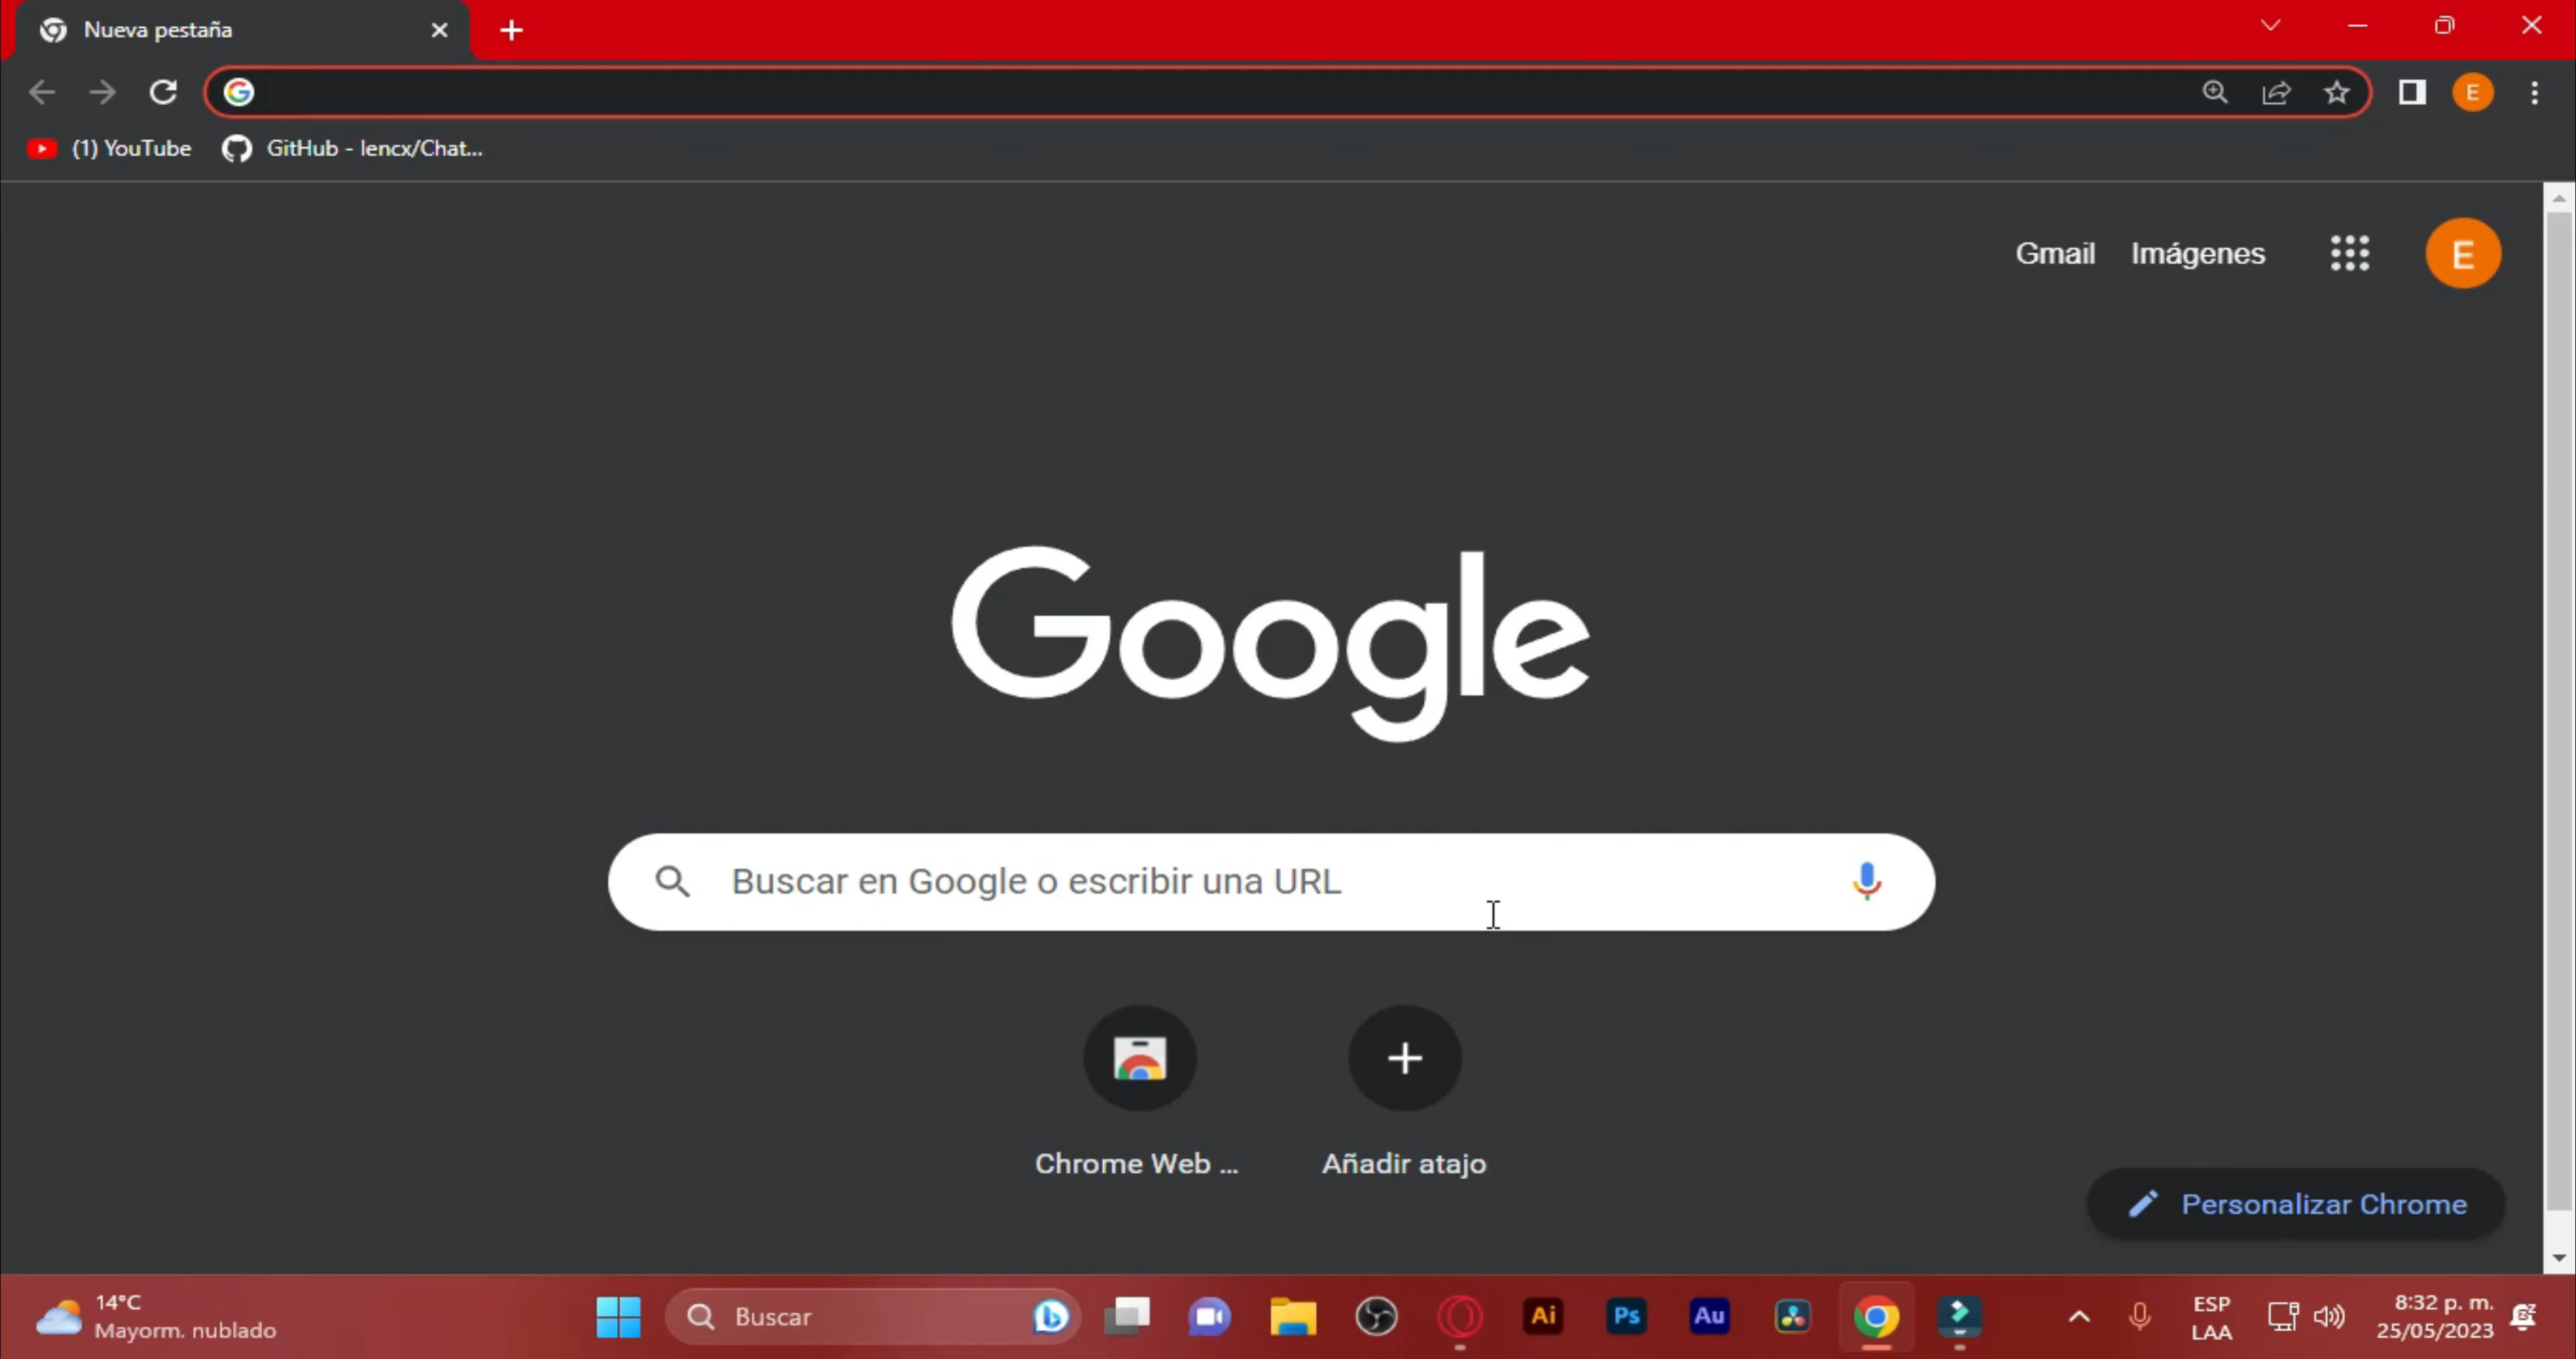 Nueva pestaña
(1) YouTube
GitHub - lencx/Chat...
Gmail Imágenes
E
E
Google
Buscar en Google o escribir una URL
Chrome Web ...
Añadir atajo
Personalizar Chrome
14°C
Mayorm. nublado
Buscar
Ai
Ps
Au
ESP
LAA
8:32 p. m.
25/05/2023